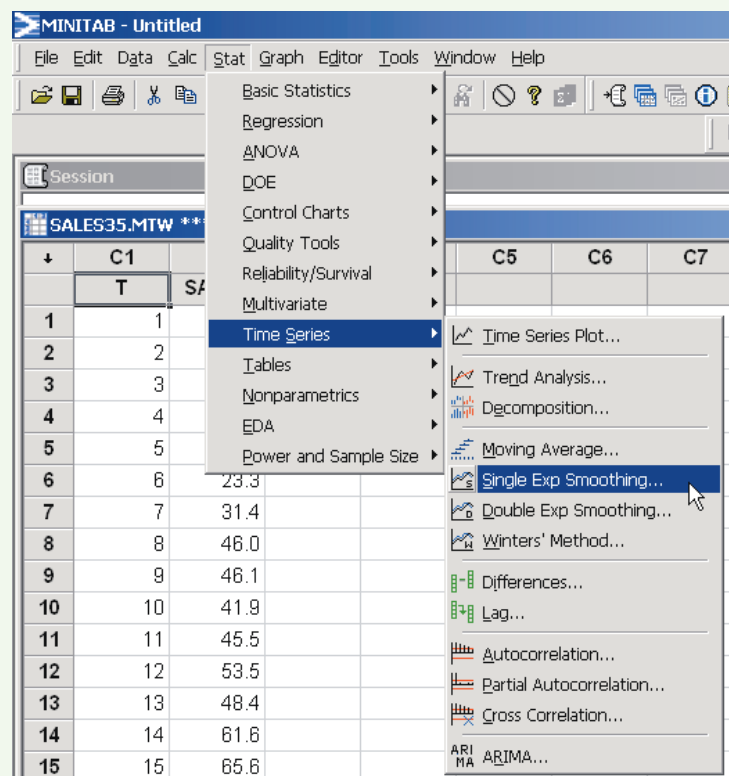 MINITAB - Untitled
File Edit Data Calc Stat Graph Editor Tools Window Help
Basic Statistics
Regression
ANOVA
DOE
Control Charts
Quality Tools
Reliability/Survival
Multivariate
Time Series
Tables
Nonparametrics
EDA
Power and Sample Size
Session
SALES35.MTW ***
C1 C5 C6 C7
T
1 1
2 2
3 3
4 4
5 5
6 6 23.3
7 7 31.4
8 8 46.0
9 9 46.1
10 10 41.9
11 11 45.5
12 12 53.5
13 13 48.4
14 14 61.6
15 15 65.6
Time Series Plot...
Trend Analysis...
Decomposition...
Moving Average...
Single Exp Smoothing...
Double Exp Smoothing...
Winters' Method...
Differences...
Lag...
Autocorrelation...
Partial Autocorrelation...
Cross Correlation...
ARI
MA ARIMA...